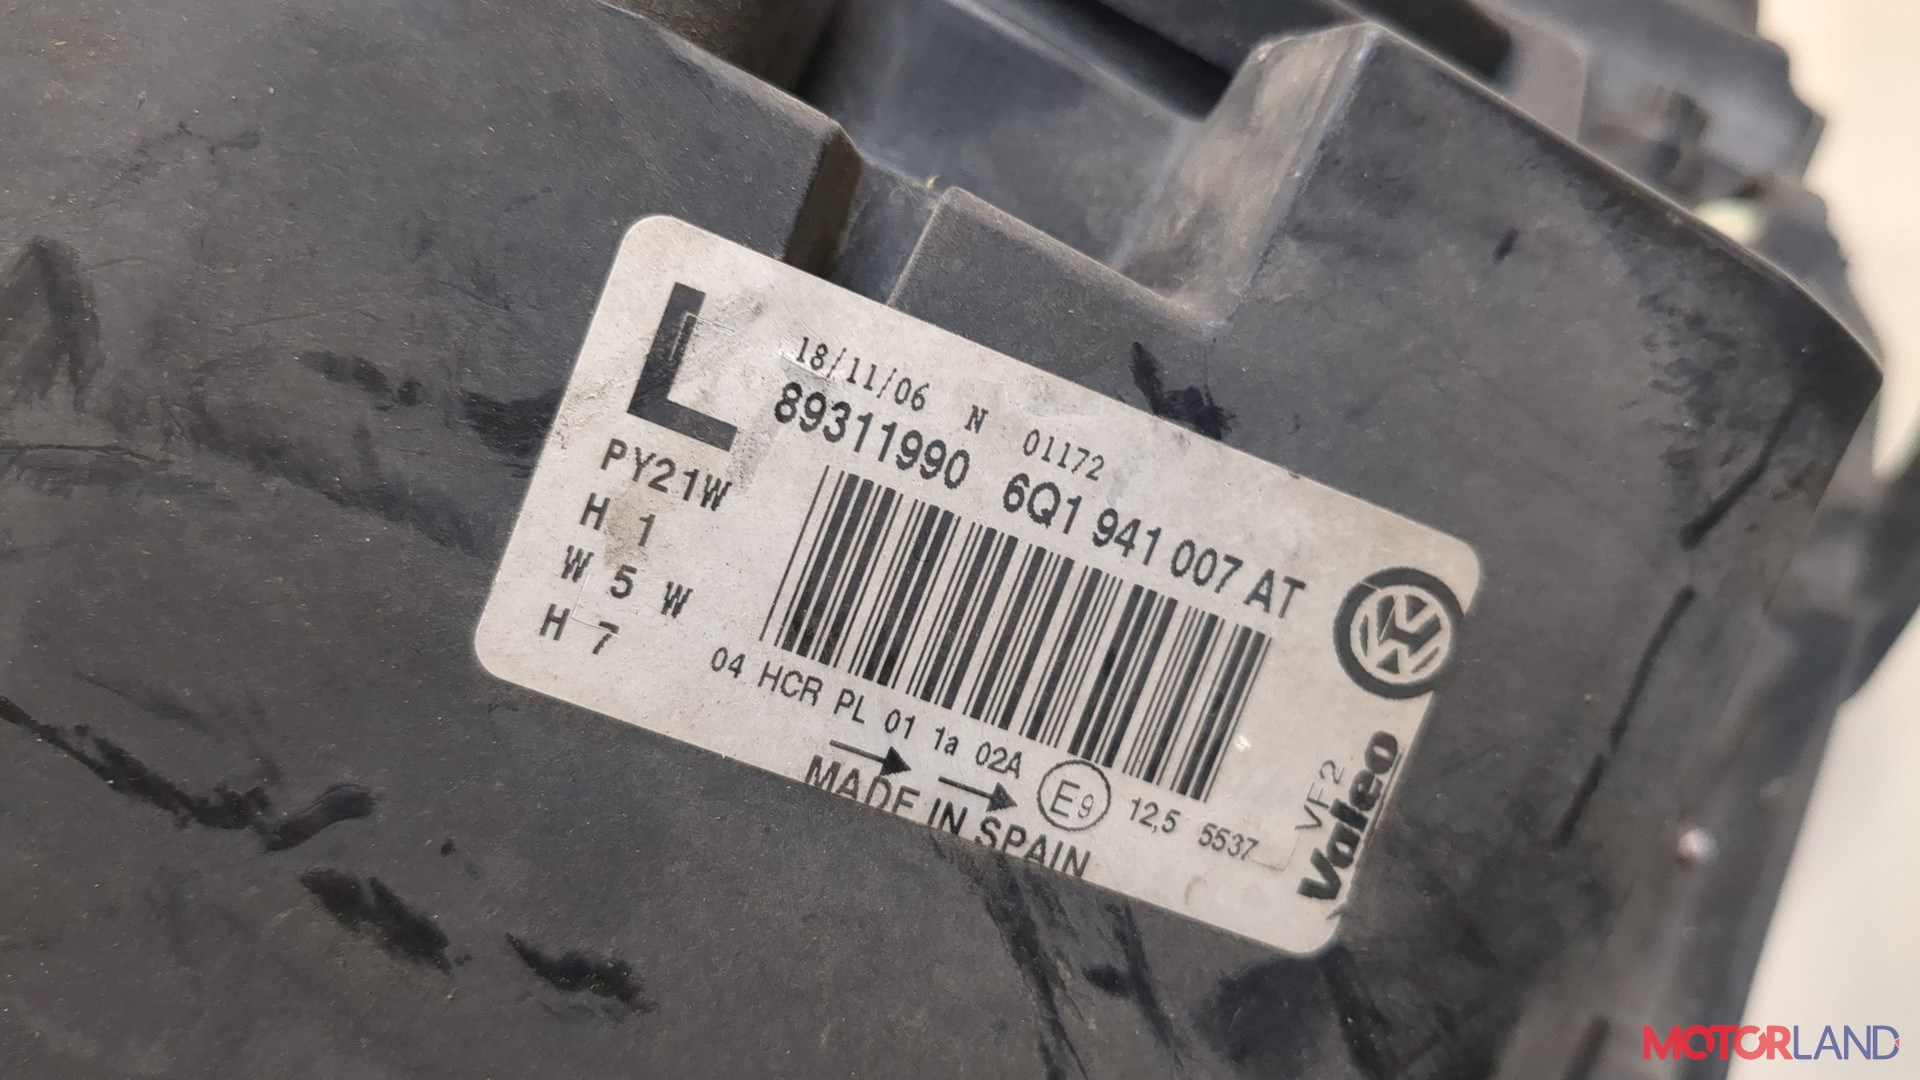 L
18/11/06 N 01172
89311990 6Q1 941 007 AT
PY21W
H 1
W 5 W
H 7
04 HCR PL 01 1a 02A E9 12,5 5537
MADE IN SPAIN
VF2
Valeo
MOTORLAND